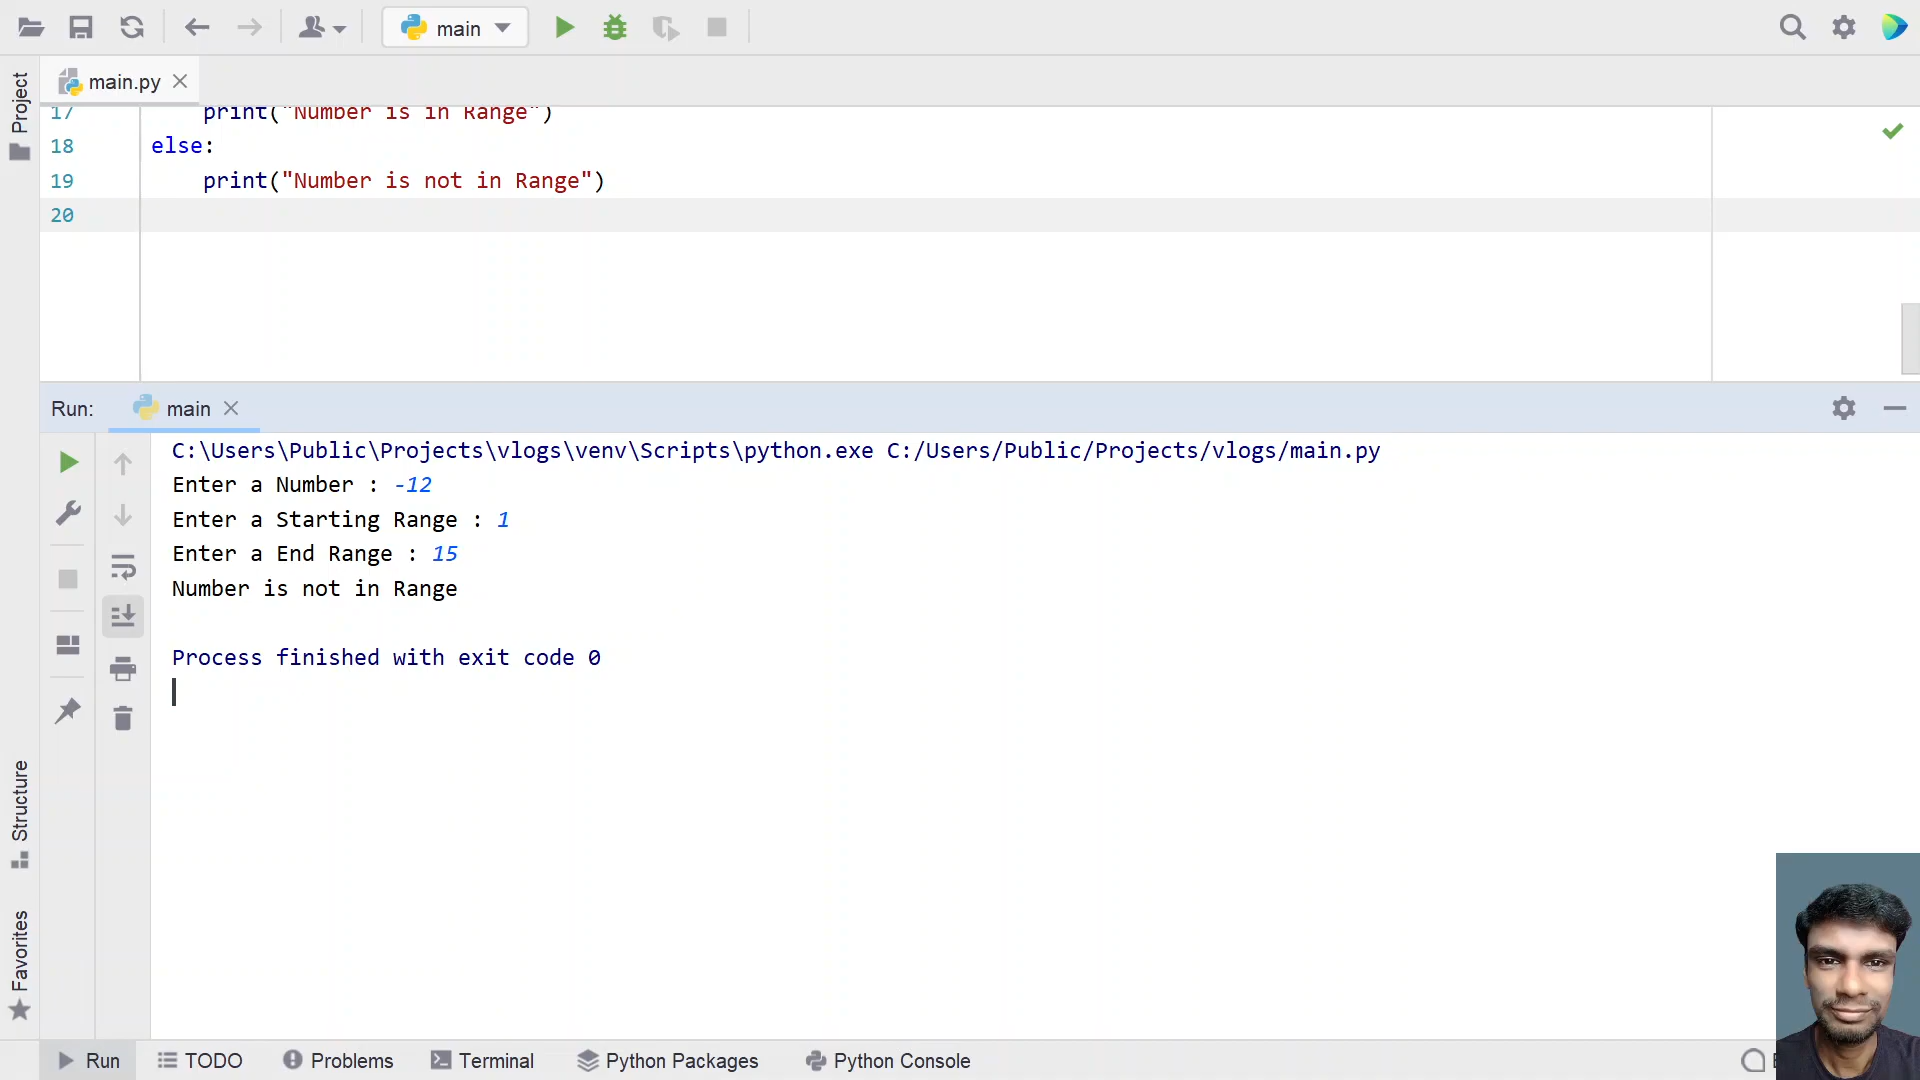 main
Project
main.py
17 print("Number is in Range")
18 else:
19 print("Number is not in Range")
20
Run: main
C:\Users\Public\Projects\vlogs\venv\Scripts\python.exe C:/Users/Public/Projects/vlogs/main.py
Enter a Number : -12
Enter a Starting Range : 1
Enter a End Range : 15
Number is not in Range
Process finished with exit code 0
Structure
Favorites
Run TODO Problems Terminal Python Packages Python Console